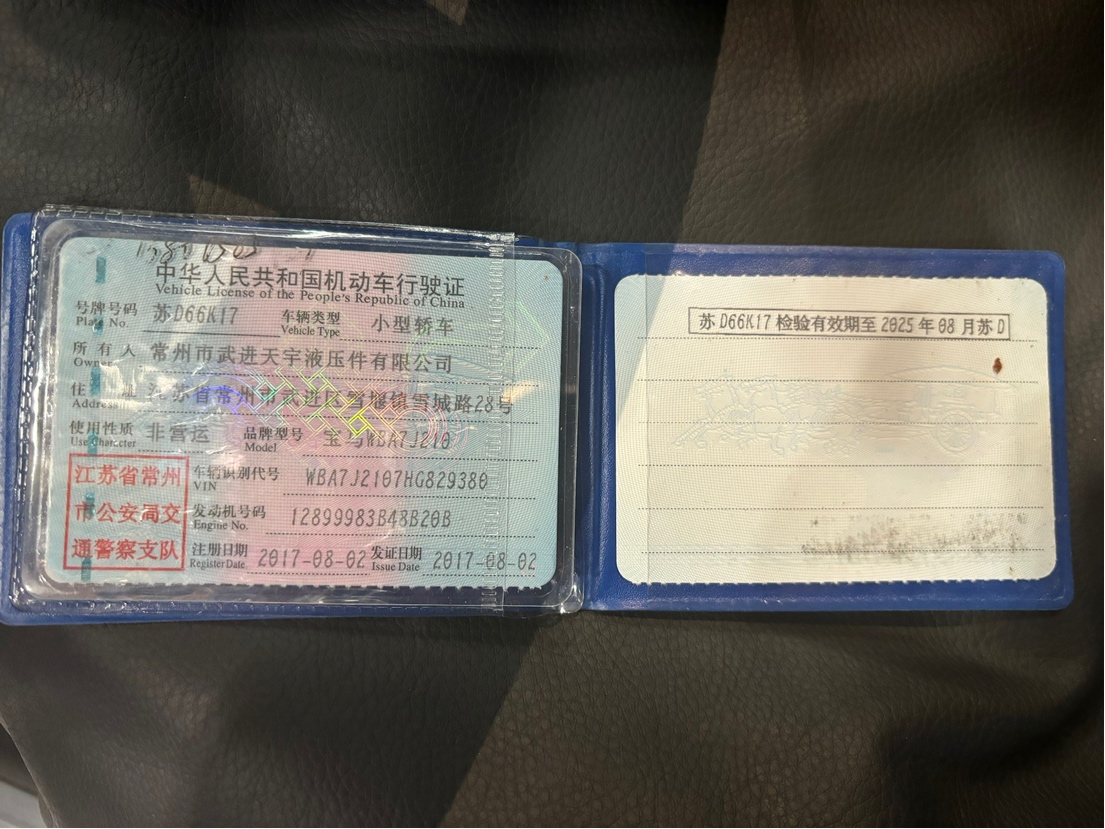 中华人民共和国机动车行驶证
Vehicle License of the People's Republic of China
号牌号码 苏D66K17 车辆类型 小型轿车
Plate No. Vehicle Type
所有人 常州市武进天宇液压件有限公司
Owner
住址 江苏省常州市武进区雪堰镇雪城路28号
Address
使用性质 非营运 品牌型号 宝马WBA7J210
Use Character Model
江苏省常州
市公安局交
通警察支队
车辆识别代号 WBA7J2107HG829380
VIN
发动机号码 12899983B48B20B
Engine No.
注册日期 2017-08-02 发证日期 2017-08-02
Register Date Issue Date
苏D66K17 检验有效期至 2025 年 08 月苏D